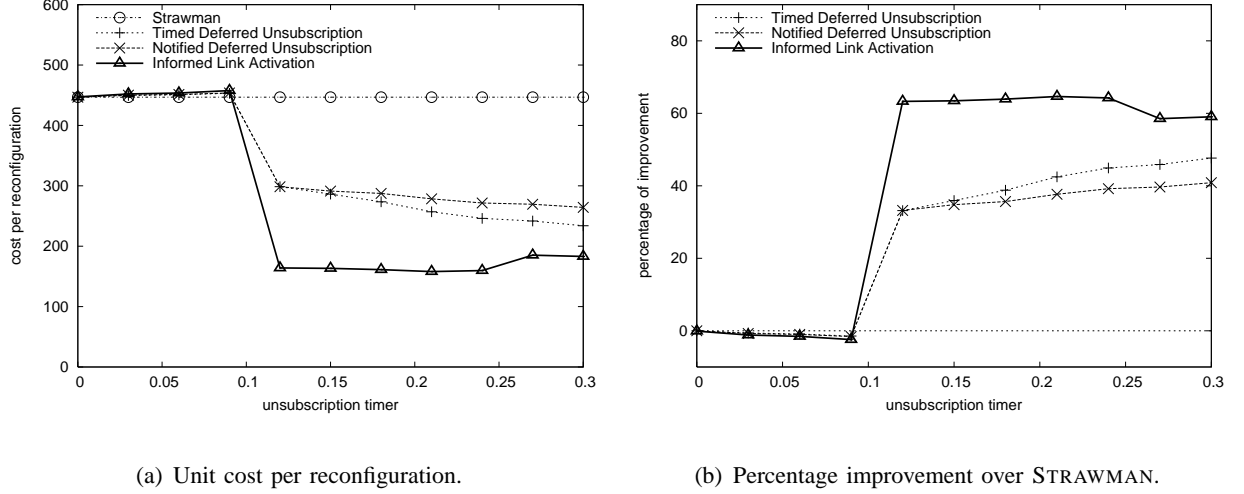 600
500
400
300
200
100
0
cost per reconfiguration
Strawman
Timed Deferred Unsubscription
Notified Deferred Unsubscription
Informed Link Activation
0 0.05 0.1 0.15 0.2 0.25 0.3
unsubscription timer
(a) Unit cost per reconfiguration.
80
60
40
20
0
percentage of improvement
Timed Deferred Unsubscription
Notified Deferred Unsubscription
Informed Link Activation
0 0.05 0.1 0.15 0.2 0.25 0.3
unsubscription timer
(b) Percentage improvement over STRAWMAN.